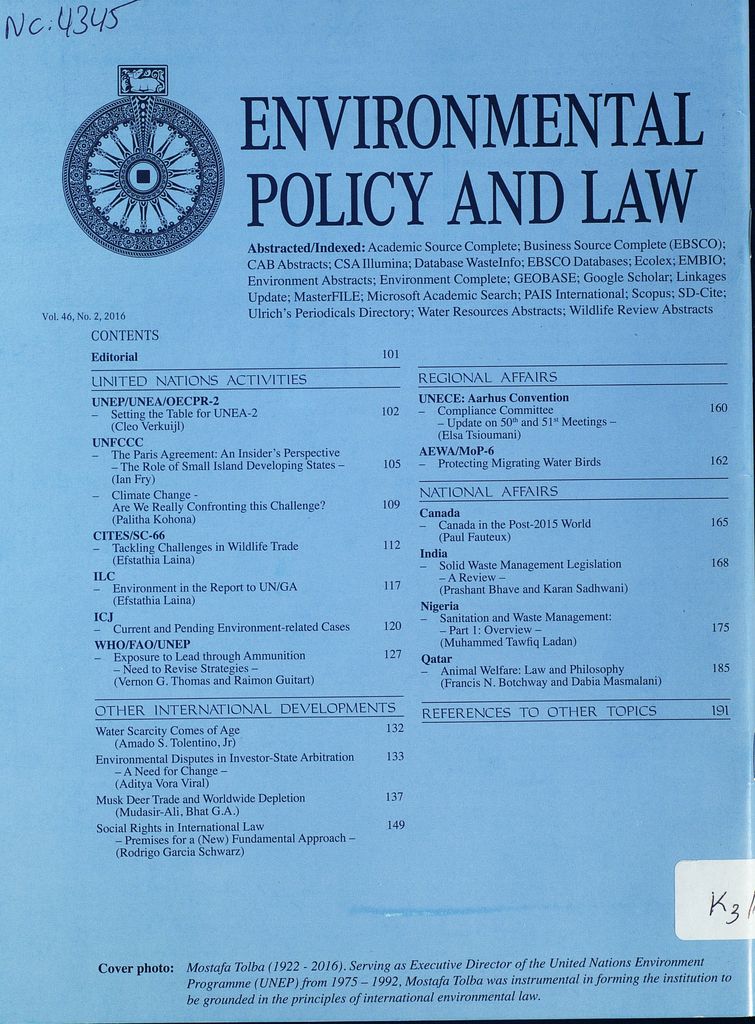 NC: 4345
ENVIRONMENTAL
POLICY AND LAW
Abstracted/Indexed: Academic Source Complete; Business Source Complete (EBSCO);
CAB Abstracts; CSA Illumina; Database WasteInfo; EBSCO Databases; Ecolex; EMBIO;
Environment Abstracts; Environment Complete; GEOBASE; Google Scholar; Linkages
Update; MasterFILE; Microsoft Academic Search; PAIS International; Scopus; SD-Cite;
Ulrich's Periodicals Directory; Water Resources Abstracts; Wildlife Review Abstracts
Vol. 46, No. 2, 2016
CONTENTS
Editorial 101
UNITED NATIONS ACTIVITIES
UNEP/UNEA/OECPR-2
– Setting the Table for UNEA-2 102
(Cleo Verkuijl)
UNFCCC
– The Paris Agreement: An Insider's Perspective
– The Role of Small Island Developing States – 105
(Ian Fry)
– Climate Change -
Are We Really Confronting this Challenge? 109
(Palitha Kohona)
CITES/SC-66
– Tackling Challenges in Wildlife Trade 112
(Efstathia Laina)
ILC
– Environment in the Report to UN/GA 117
(Efstathia Laina)
ICJ
– Current and Pending Environment-related Cases 120
WHO/FAO/UNEP
– Exposure to Lead through Ammunition 127
– Need to Revise Strategies –
(Vernon G. Thomas and Raimon Guitart)
OTHER INTERNATIONAL DEVELOPMENTS
Water Scarcity Comes of Age 132
(Amado S. Tolentino, Jr)
Environmental Disputes in Investor-State Arbitration 133
– A Need for Change –
(Aditya Vora Viral)
Musk Deer Trade and Worldwide Depletion 137
(Mudasir-Ali, Bhat G.A.)
Social Rights in International Law 149
– Premises for a (New) Fundamental Approach –
(Rodrigo Garcia Schwarz)
REGIONAL AFFAIRS
UNECE: Aarhus Convention
– Compliance Committee 160
– Update on 50th and 51st Meetings –
(Elsa Tsioumani)
AEWA/MoP-6
– Protecting Migrating Water Birds 162
NATIONAL AFFAIRS
Canada
– Canada in the Post-2015 World 165
(Paul Fauteux)
India
– Solid Waste Management Legislation 168
– A Review –
(Prashant Bhave and Karan Sadhwani)
Nigeria
– Sanitation and Waste Management: 175
– Part 1: Overview –
(Muhammed Tawfiq Ladan)
Qatar
– Animal Welfare: Law and Philosophy 185
(Francis N. Botchway and Dabia Masmalani)
REFERENCES TO OTHER TOPICS 191
K3/
Cover photo: Mostafa Tolba (1922 - 2016). Serving as Executive Director of the United Nations Environment
Programme (UNEP) from 1975 – 1992, Mostafa Tolba was instrumental in forming the institution to
be grounded in the principles of international environmental law.